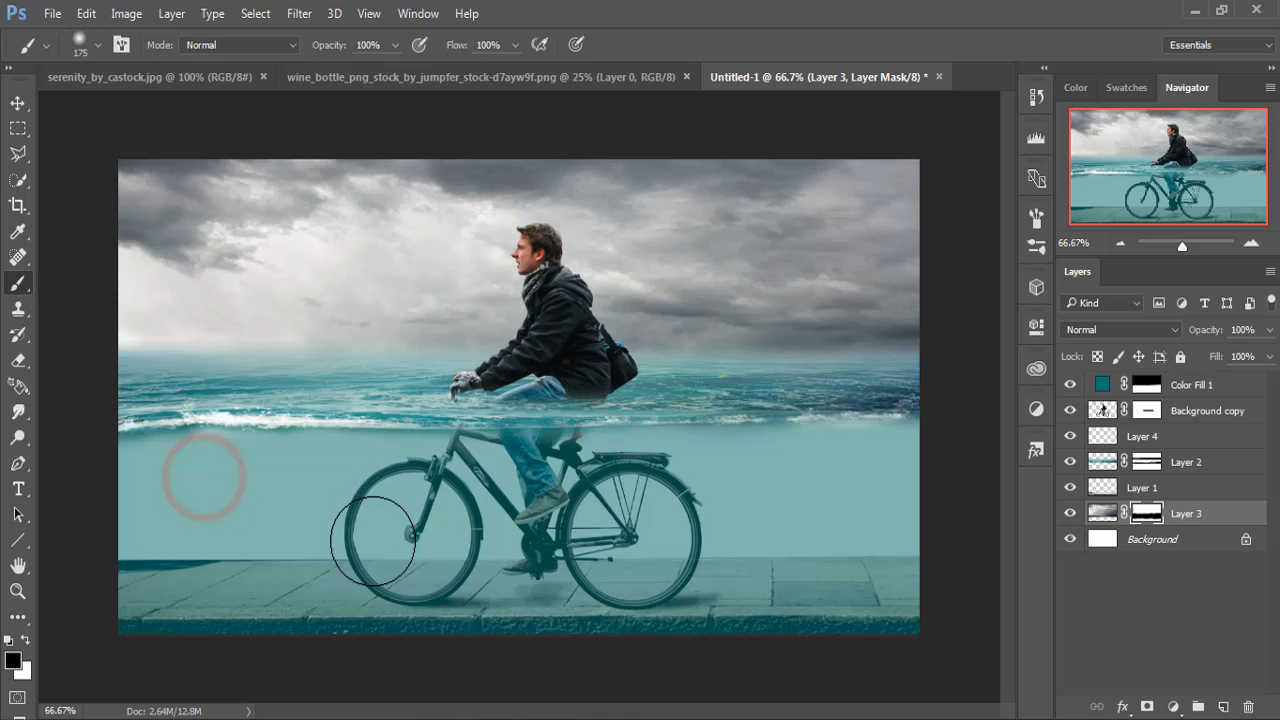 Ps File Edit Image Layer Type Select Filter 3D View Window Help
175 Mode: Normal Opacity: 100% Flow: 100% Essentials
serenity_by_castock.jpg @ 100% (RGB/8#) × wine_bottle_png_stock_by_jumpfer_stock-d7ayw9f.png @ 25% (Layer 0, RGB/8) × Untitled-1 @ 66.7% (Layer 3, Layer Mask/8) * ×
Color Swatches Navigator
66.67%
Layers
Kind
Normal Opacity: 100%
Lock: Fill: 100%
Color Fill 1
Background copy
Layer 4
Layer 2
Layer 1
Layer 3
Background
66.67% Doc: 2.64M/12.8M